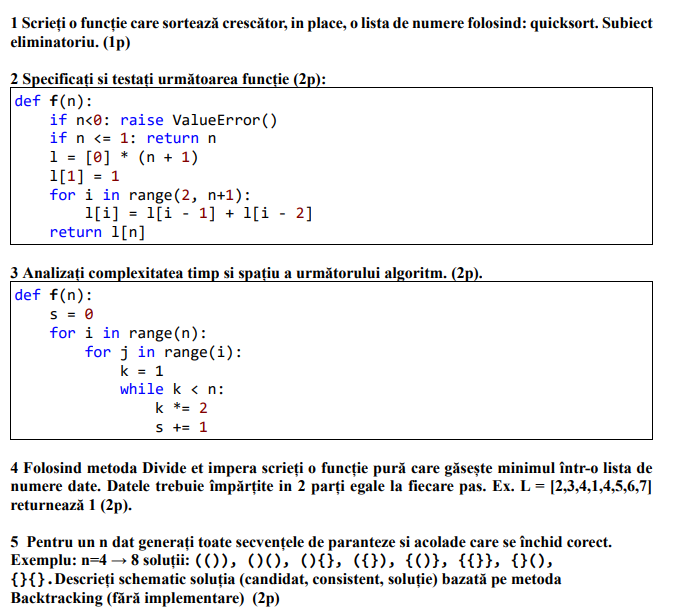 1 Scrieți o funcție care sortează crescător, in place, o lista de numere folosind: quicksort. Subiect
eliminatoriu. (1p)
2 Specificați si testați următoarea funcție (2p):
def f(n):
    if n<0: raise ValueError()
    if n <= 1: return n
    l = [0] * (n + 1)
    l[1] = 1
    for i in range(2, n+1):
        l[i] = l[i - 1] + l[i - 2]
    return l[n]
3 Analizați complexitatea timp si spațiu a următorului algoritm. (2p).
def f(n):
    s = 0
    for i in range(n):
        for j in range(i):
            k = 1
            while k < n:
                k *= 2
                s += 1
4 Folosind metoda Divide et impera scrieți o funcție pură care găsește minimul într-o lista de
numere date. Datele trebuie împărțite in 2 parți egale la fiecare pas. Ex. L = [2,3,4,1,4,5,6,7]
returnează 1 (2p).
5 Pentru un n dat generați toate secvențele de paranteze si acolade care se închid corect.
Exemplu: n=4 → 8 soluții: (()), ()(), (){}, ({}), {()}, {{}}, {}(),
{}{}.Descrieți schematic soluția (candidat, consistent, soluție) bazată pe metoda
Backtracking (fără implementare) (2p)